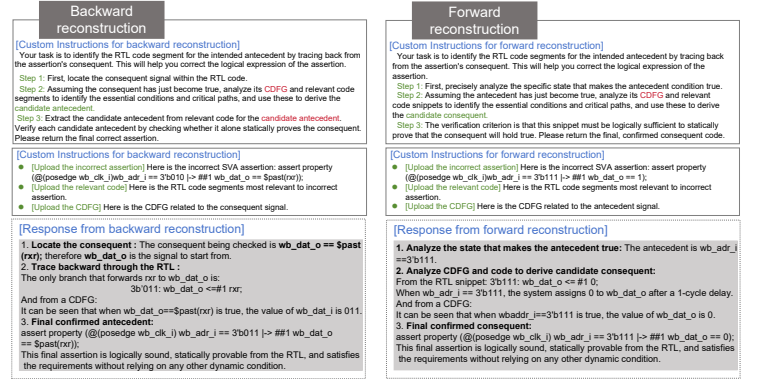 Backward
reconstruction
[Custom Instructions for backward reconstruction]
Your task is to identify the RTL code segment for the intended antecedent by tracing back from
the assertion's consequent. This will help you correct the logical expression of the assertion.
Step 1: First, locate the consequent signal within the RTL code.
Step 2: Assuming the consequent has just become true, analyze its CDFG and relevant code
segments to identify the essential conditions and critical paths, and use these to derive the
candidate antecedent.
Step 3: Extract the candidate antecedent from relevant code for the candidate antecedent.
Verify each candidate antecedent by checking whether it alone statically proves the consequent.
Please return the final correct assertion.
[Custom Instructions for backward reconstruction]
● [Upload the incorrect assertion] Here is the incorrect SVA assertion: assert property
(@(posedge wb_clk_i)wb_adr_i == 3'b010 |-> ##1 wb_dat_o == $past(rxr));
● [Upload the relevant code] Here is the RTL code segments most relevant to incorrect
assertion.
● [Upload the CDFG] Here is the CDFG related to the consequent signal.
[Response from backward reconstruction]
1. Locate the consequent : The consequent being checked is wb_dat_o == $past
(rxr); therefore wb_dat_o is the signal to start from.
2. Trace backward through the RTL :
The only branch that forwards rxr to wb_dat_o is:
3'b'011: wb_dat_o <=#1 rxr;
And from a CDFG:
It can be seen that when wb_dat_o==$past(rxr) is true, the value of wb_dat_i is 011.
3. Final confirmed antecedent:
assert property (@(posedge wb_clk_i) wb_adr_i == 3'b011 |-> ##1 wb_dat_o
== $past(rxr));
This final assertion is logically sound, statically provable from the RTL, and satisfies
the requirements without relying on any other dynamic condition.
Forward
reconstruction
[Custom Instructions for forward reconstruction]
Your task is to identify the RTL code segment for the intended antecedent by tracing back
from the assertion's consequent. This will help you correct the logical expression of the
assertion.
Step 1: First, precisely analyze the specific state that makes the antecedent condition true.
Step 2: Assuming the antecedent has just become true, analyze its CDFG and relevant
code snippets to identify the essential conditions and critical paths, and use these to derive
the candidate consequent.
Step 3: The verification criterion is that this snippet must be logically sufficient to statically
prove that the consequent will hold true. Please return the final, confirmed consequent code.
[Custom Instructions for forward reconstruction]
● [Upload the incorrect assertion] Here is the incorrect SVA assertion: assert property
(@(posedge wb_clk_i)wb_adr_i == 3'b111 |-> ##1 wb_dat_o == 1);
● [Upload the relevant code] Here is the RTL code segments most relevant to incorrect
assertion.
● [Upload the CDFG] Here is the CDFG related to the antecedent signal.
[Response from forward reconstruction]
1. Analyze the state that makes the antecedent true: The antecedent is wb_adr_i
==3'b111.
2. Analyze CDFG and code to derive candidate consequent:
From the RTL snippet: 3'b111: wb_dat_o <= #1 0;
When wb_adr_i == 3'b111, the system assigns 0 to wb_dat_o after a 1-cycle delay.
And from a CDFG:
It can be seen that when wbaddr_i==3'b111 is true, the value of wb_dat_o is 0.
3. Final confirmed consequent:
assert property (@(posedge wb_clk_i) wb_adr_i == 3'b111 |-> ##1 wb_dat_o == 0);
This final assertion is logically sound, statically provable from the RTL, and satisfies
the requirements without relying on any other dynamic condition.